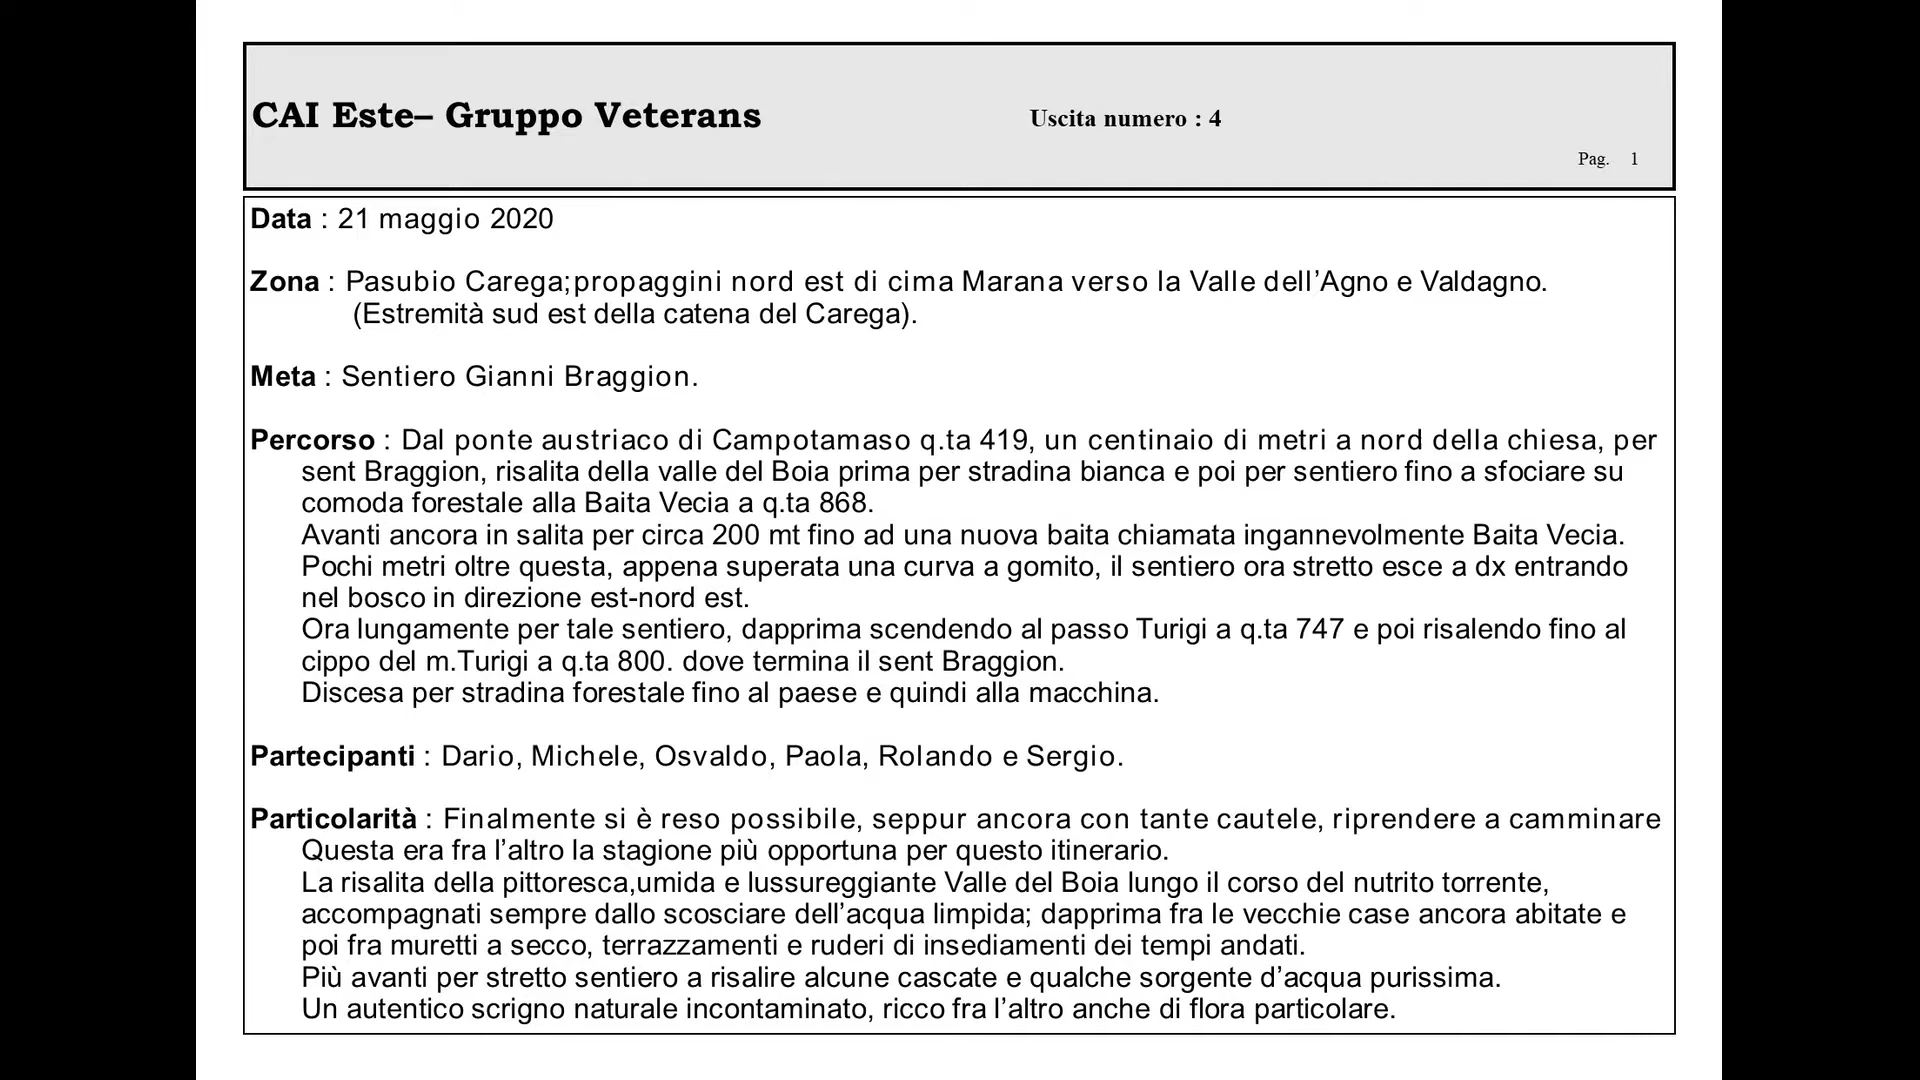 CAI Este– Gruppo Veterans
Uscita numero : 4
Pag. 1
Data : 21 maggio 2020
Zona : Pasubio Carega;propaggini nord est di cima Marana verso la Valle dell’Agno e Valdagno.
(Estremità sud est della catena del Carega).
Meta : Sentiero Gianni Braggion.
Percorso : Dal ponte austriaco di Campotamaso q.ta 419, un centinaio di metri a nord della chiesa, per
sent Braggion, risalita della valle del Boia prima per stradina bianca e poi per sentiero fino a sfociare su
comoda forestale alla Baita Vecia a q.ta 868.
Avanti ancora in salita per circa 200 mt fino ad una nuova baita chiamata ingannevolmente Baita Vecia.
Pochi metri oltre questa, appena superata una curva a gomito, il sentiero ora stretto esce a dx entrando
nel bosco in direzione est-nord est.
Ora lungamente per tale sentiero, dapprima scendendo al passo Turigi a q.ta 747 e poi risalendo fino al
cippo del m.Turigi a q.ta 800. dove termina il sent Braggion.
Discesa per stradina forestale fino al paese e quindi alla macchina.
Partecipanti : Dario, Michele, Osvaldo, Paola, Rolando e Sergio.
Particolarità : Finalmente si è reso possibile, seppur ancora con tante cautele, riprendere a camminare
Questa era fra l’altro la stagione più opportuna per questo itinerario.
La risalita della pittoresca,umida e lussureggiante Valle del Boia lungo il corso del nutrito torrente,
accompagnati sempre dallo scosciare dell’acqua limpida; dapprima fra le vecchie case ancora abitate e
poi fra muretti a secco, terrazzamenti e ruderi di insediamenti dei tempi andati.
Più avanti per stretto sentiero a risalire alcune cascate e qualche sorgente d’acqua purissima.
Un autentico scrigno naturale incontaminato, ricco fra l’altro anche di flora particolare.